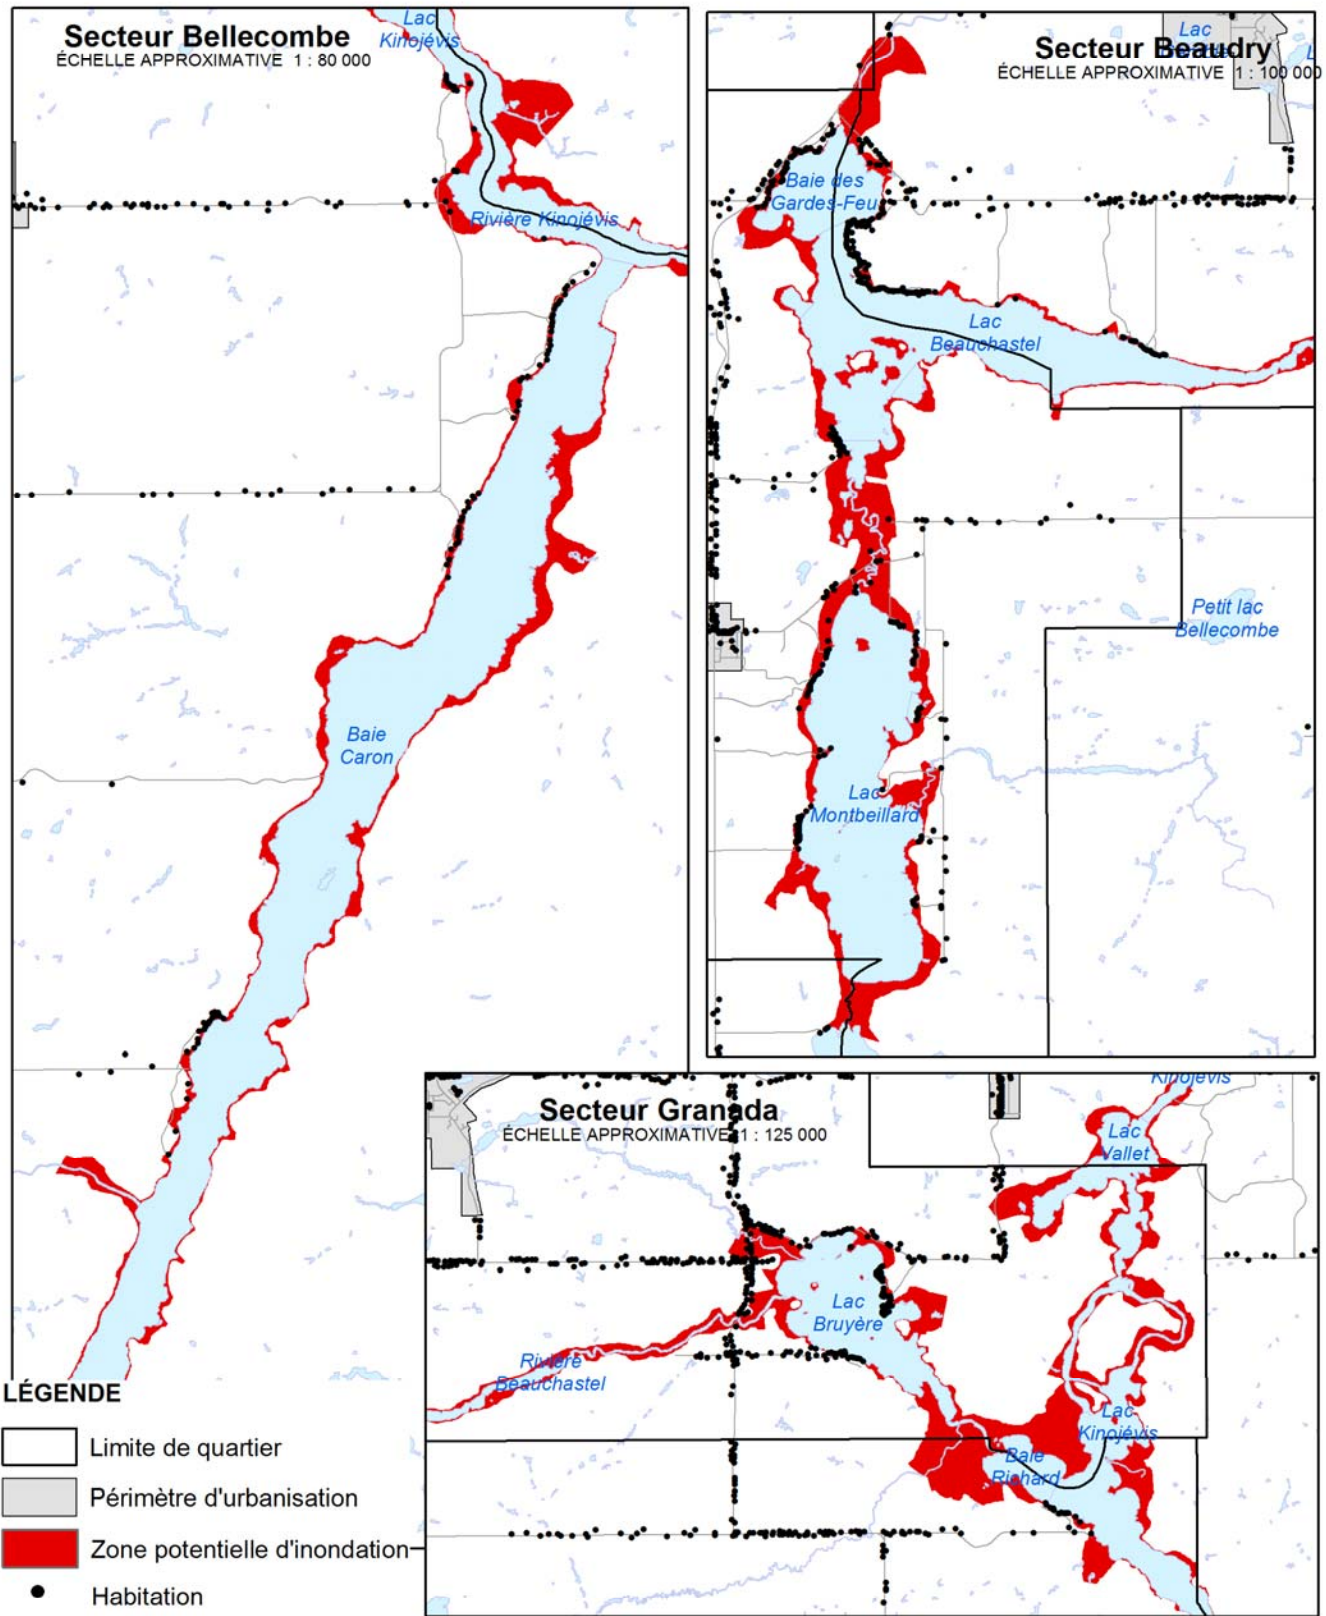 Secteur Bellecombe
ÉCHELLE APPROXIMATIVE 1 : 80 000
Lac
Kinojévis
Rivière Kinojévis
Baie
Caron
Secteur Beaudry
ÉCHELLE APPROXIMATIVE 1 : 100 000
Lac
Baie des
Gardes-Feu
Lac
Beauchastel
Petit lac
Bellecombe
Lac
Montbeillard
Secteur Granada
ÉCHELLE APPROXIMATIVE 1 : 125 000
Kinojévis
Lac
Vallet
Lac
Bruyère
Rivière
Beauchastel
Lac
Kinojévis
Baie
Richard
LÉGENDE
Limite de quartier
Périmètre d'urbanisation
Zone potentielle d'inondation
Habitation